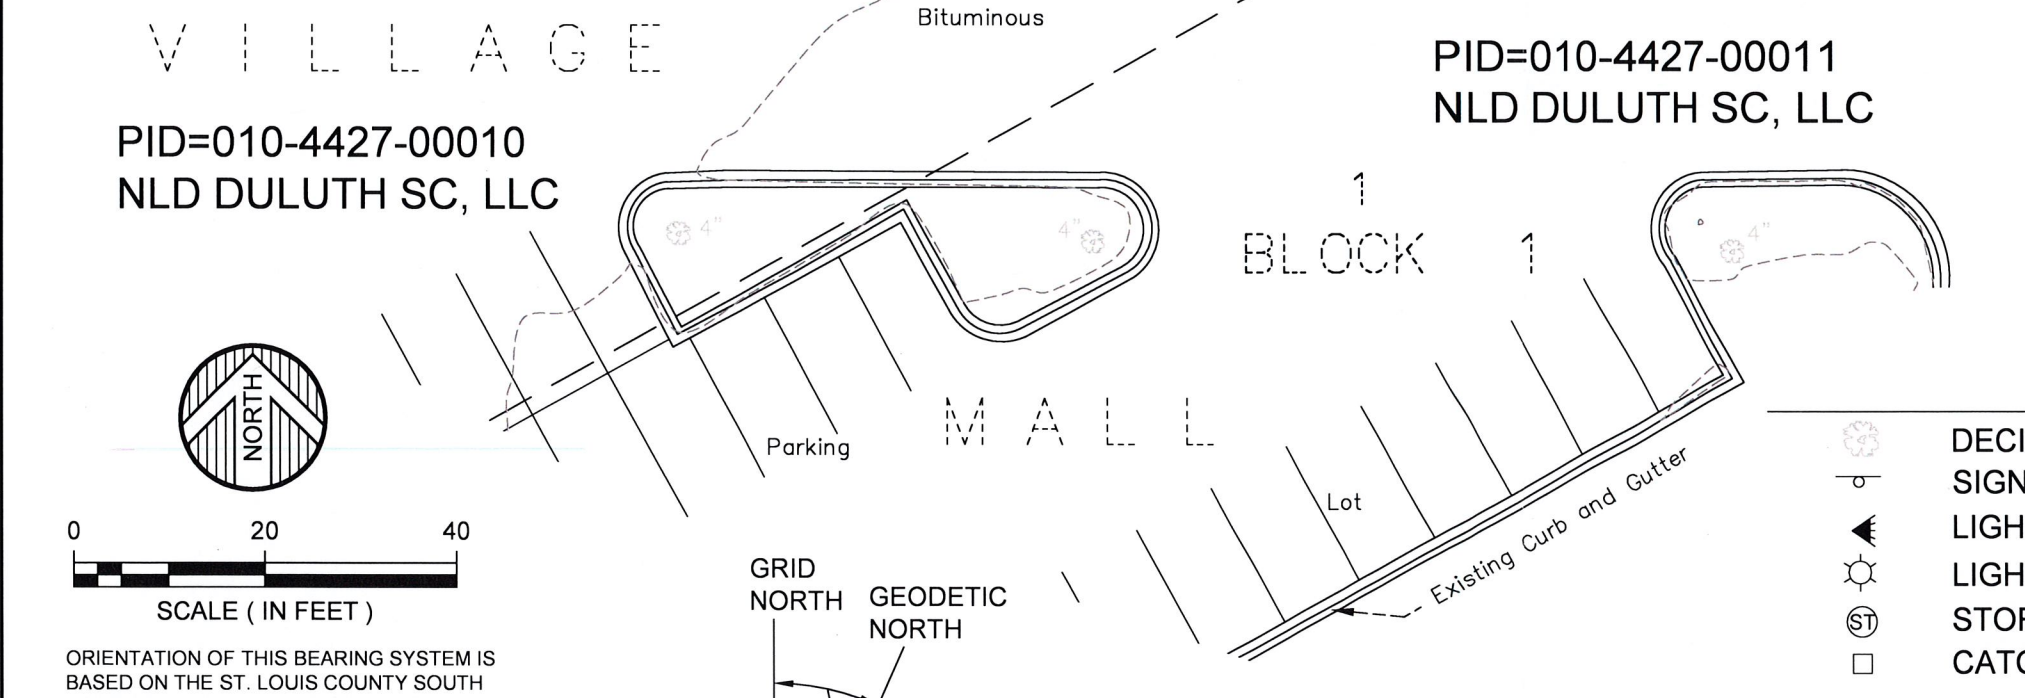 Bituminous
VILLAGE
PID=010-4427-00011
NLD DULUTH SC, LLC
PID=010-4427-00010
NLD DULUTH SC, LLC
4"
4"
4"
1
BLOCK 1
NORTH
MALL
Parking
Lot
Existing Curb and Gutter
0 20 40
SCALE ( IN FEET )
GRID
NORTH
GEODETIC
NORTH
ORIENTATION OF THIS BEARING SYSTEM IS
BASED ON THE ST. LOUIS COUNTY SOUTH
DECI
SIGN
LIGH
LIGH
ST STO
CATC